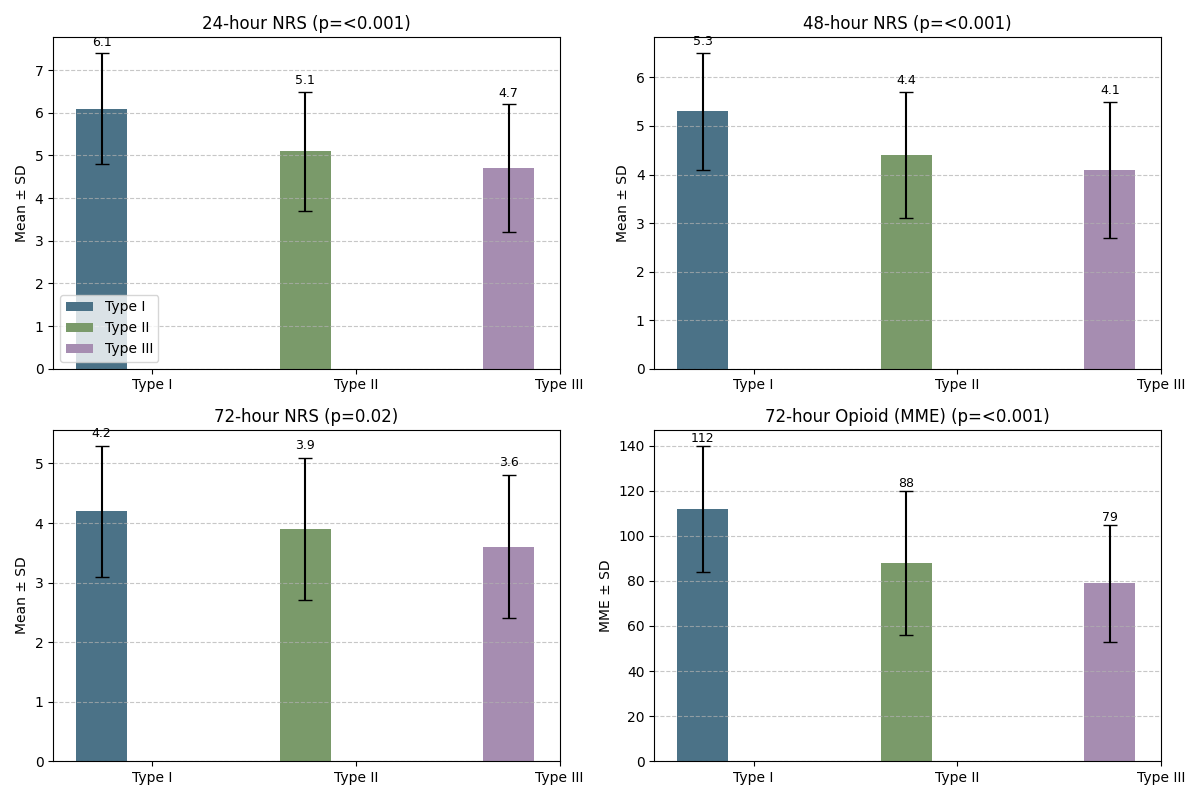 24-hour NRS (p=<0.001)
6.1
5.1
4.7
7
6
5
4
3
2
1
0
Mean ± SD
Type I
Type II
Type III
Type I
Type II
Type III
48-hour NRS (p=<0.001)
5.3
4.4
4.1
6
5
4
3
2
1
0
Mean ± SD
Type I
Type II
Type III
72-hour NRS (p=0.02)
4.2
3.9
3.6
5
4
3
2
1
0
Mean ± SD
Type I
Type II
Type III
72-hour Opioid (MME) (p=<0.001)
112
88
79
140
120
100
80
60
40
20
0
MME ± SD
Type I
Type II
Type III